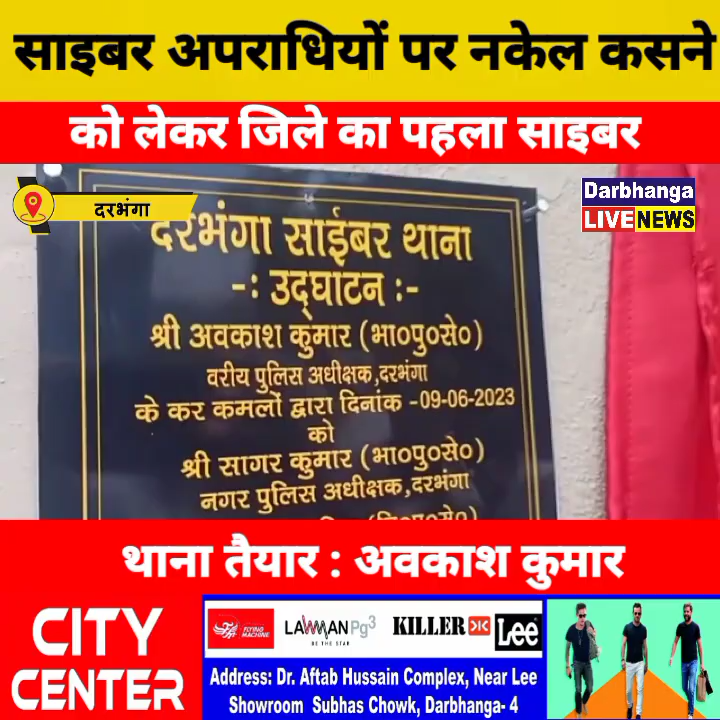 साइबर अपराधियों पर नकेल कसने
को लेकर जिले का पहला साइबर
दरभंगा
Darbhanga
LIVE NEWS
दरभंगा साईबर थाना
-: उद्घाटन :-
श्री अवकाश कुमार (भा०पु०से०)
वरीय पुलिस अधीक्षक,दरभंगा
के कर कमलों द्वारा दिनांक -09-06-2023
को
श्री सागर कुमार (भा०पु०से०)
नगर पुलिस अधीक्षक,दरभंगा
थाना तैयार : अवकाश कुमार
CITY
CENTER
FLYING
MACHINE
LAWMAN Pg3
BE THE STAR
KILLER
Lee
Address: Dr. Aftab Hussain Complex, Near Lee
Showroom Subhas Chowk, Darbhanga- 4